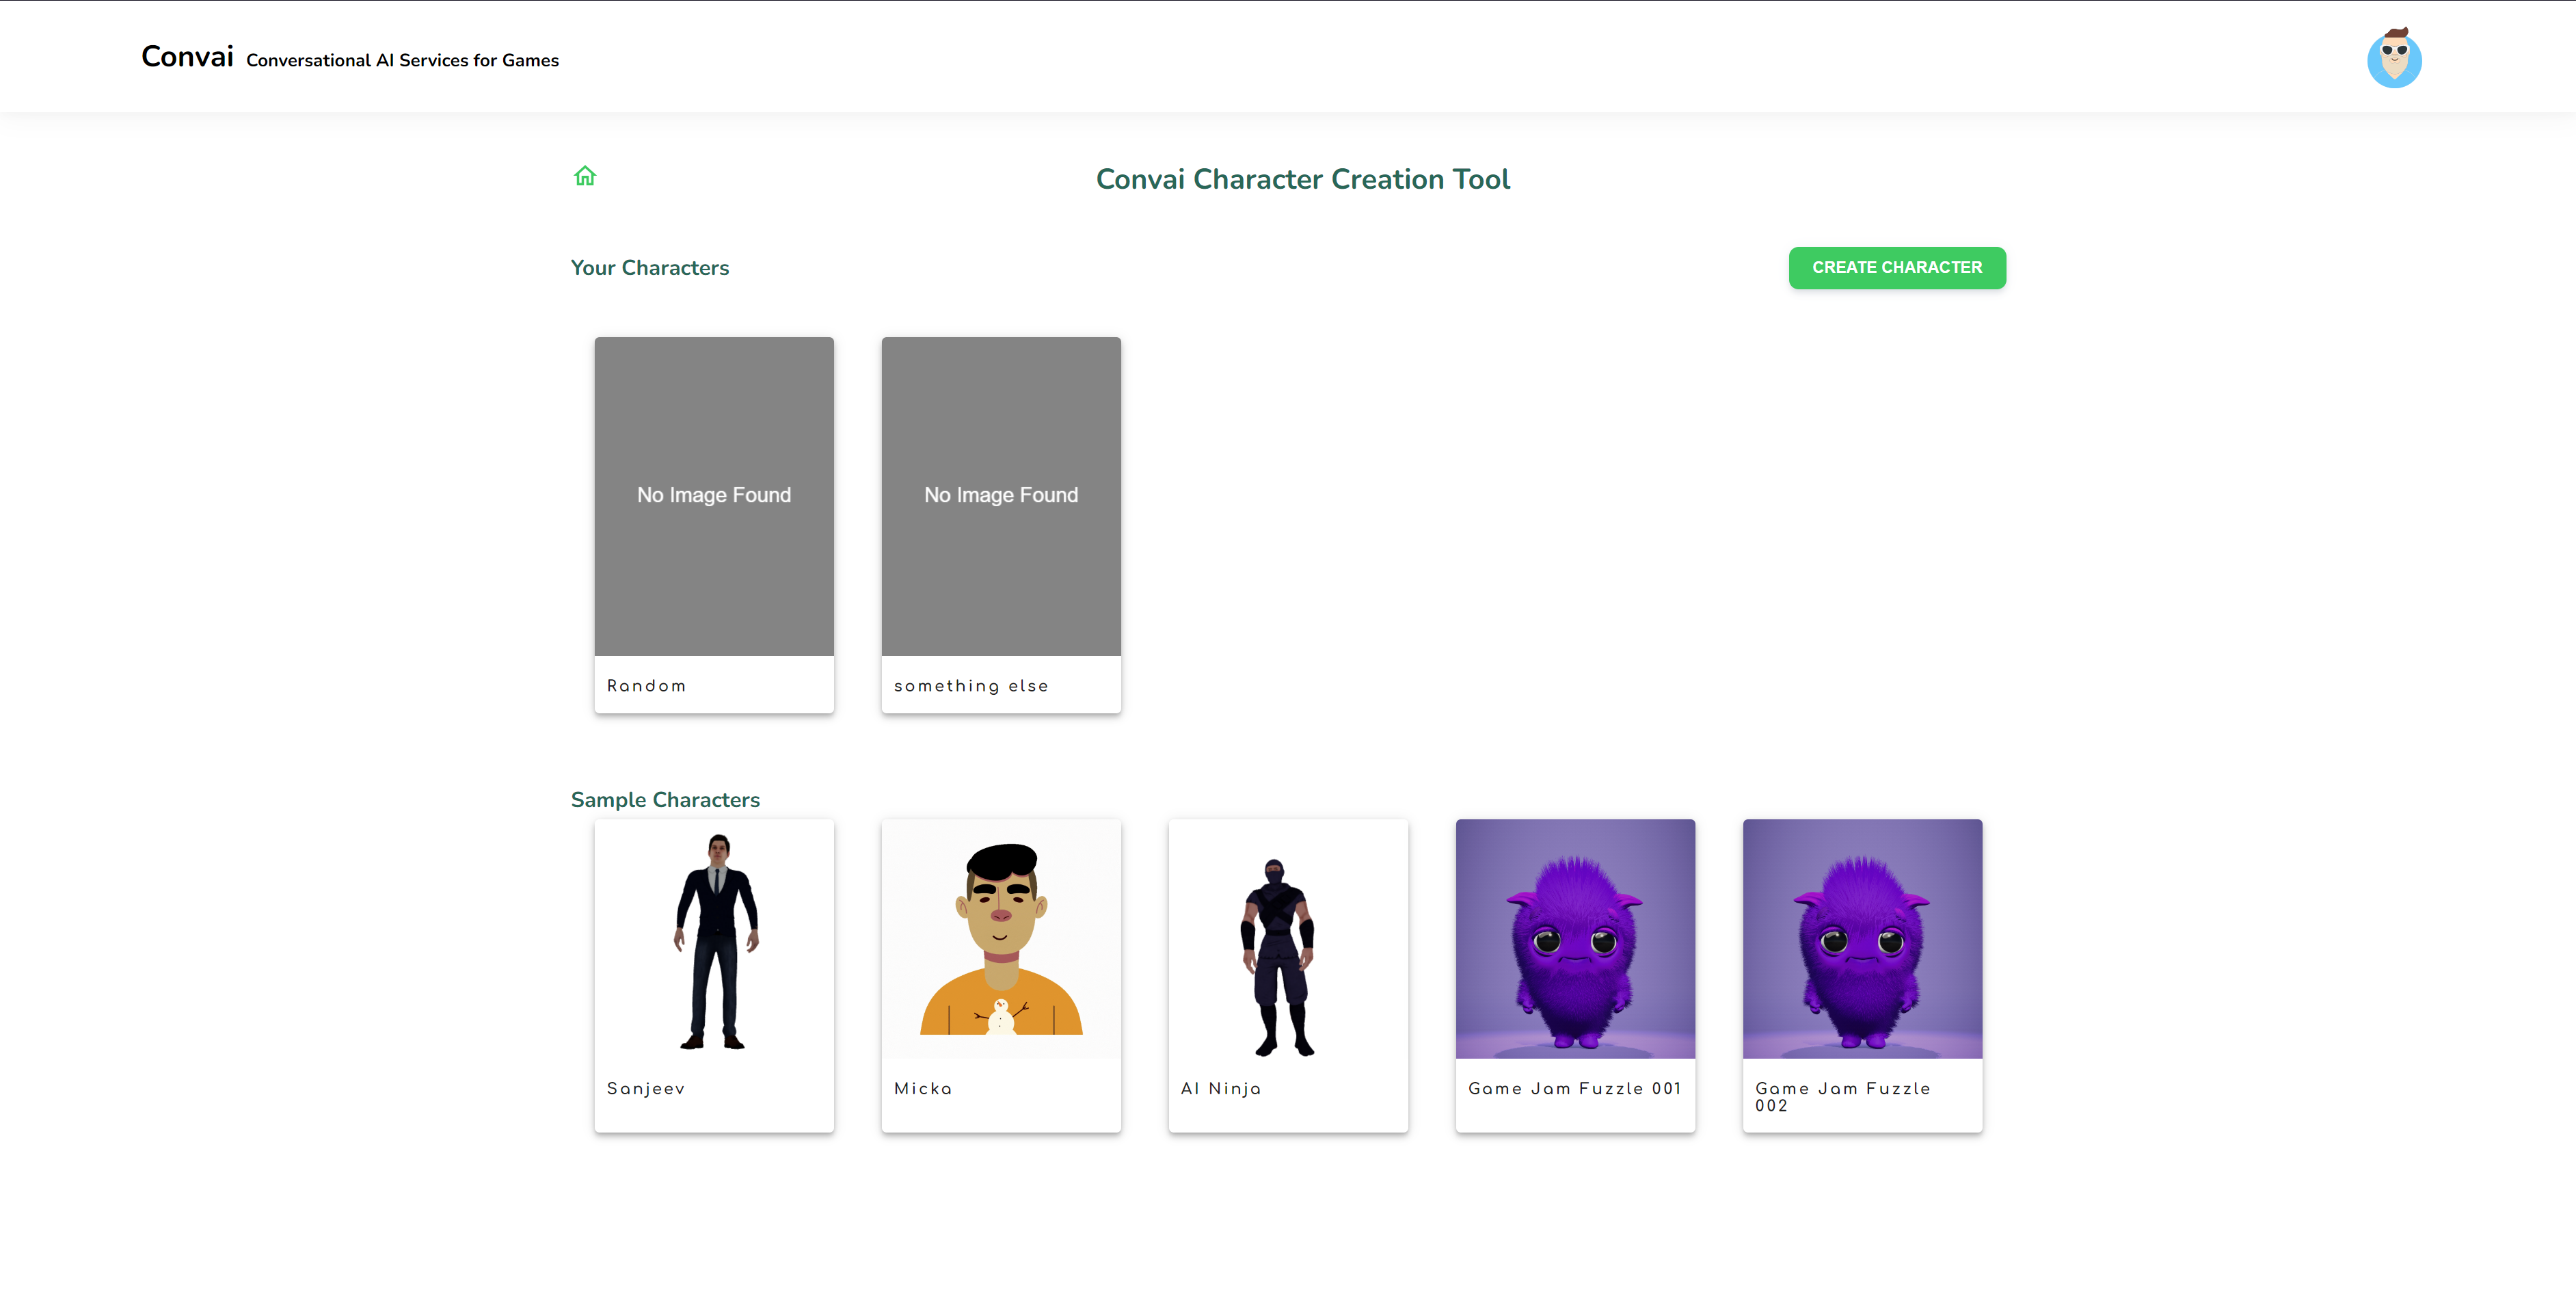 Convai Conversational AI Services for Games
Convai Character Creation Tool
Your Characters
CREATE CHARACTER
No Image Found
No Image Found
Random
something else
Sample Characters
Sanjeev
Micka
AI Ninja
Game Jam Fuzzle 001
Game Jam Fuzzle
002